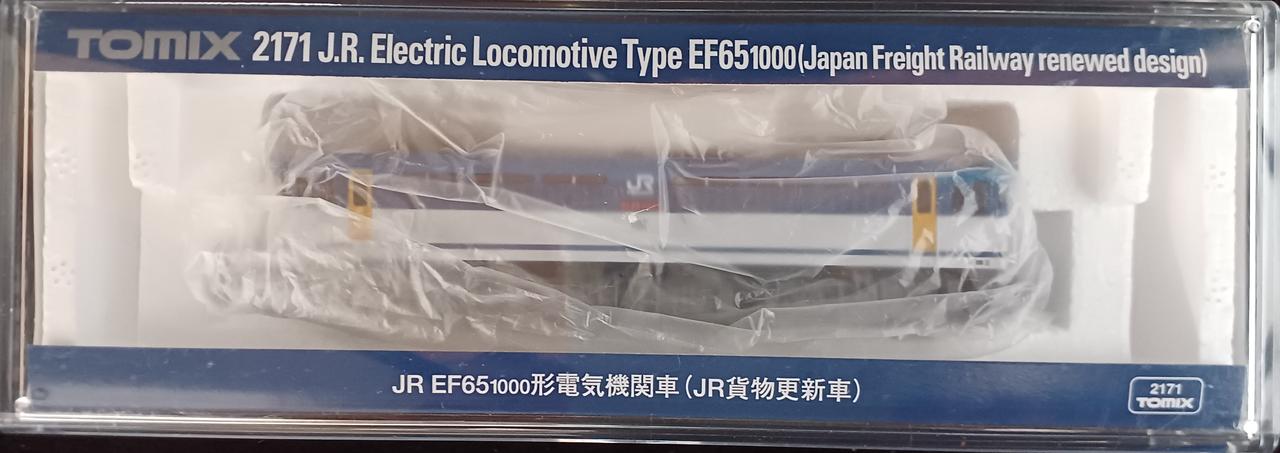 TOMIX 2171 J.R. Electric Locomotive Type EF651000(Japan Freight Railway renewed design)
JR
JR EF651000形電気機関車(JR貨物更新車)
2171
TOMIX